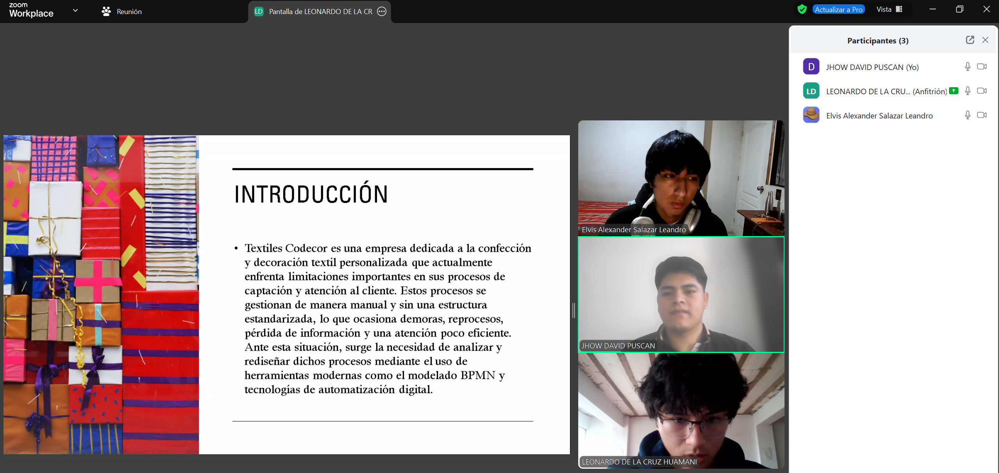 zoom
Workplace
Reunión
LD Pantalla de LEONARDO DE LA CR
Actualizar a Pro
Vista
Participantes (3)
D JHOW DAVID PUSCAN (Yo)
LD LEONARDO DE LA CRU... (Anfitrión)
Elvis Alexander Salazar Leandro
INTRODUCCIÓN
• Textiles Codecor es una empresa dedicada a la confección
y decoración textil personalizada que actualmente
enfrenta limitaciones importantes en sus procesos de
captación y atención al cliente. Estos procesos se
gestionan de manera manual y sin una estructura
estandarizada, lo que ocasiona demoras, reprocesos,
pérdida de información y una atención poco eficiente.
Ante esta situación, surge la necesidad de analizar y
rediseñar dichos procesos mediante el uso de
herramientas modernas como el modelado BPMN y
tecnologías de automatización digital.
Elvis Alexander Salazar Leandro
JHOW DAVID PUSCAN
LEONARDO DE LA CRUZ HUAMANI